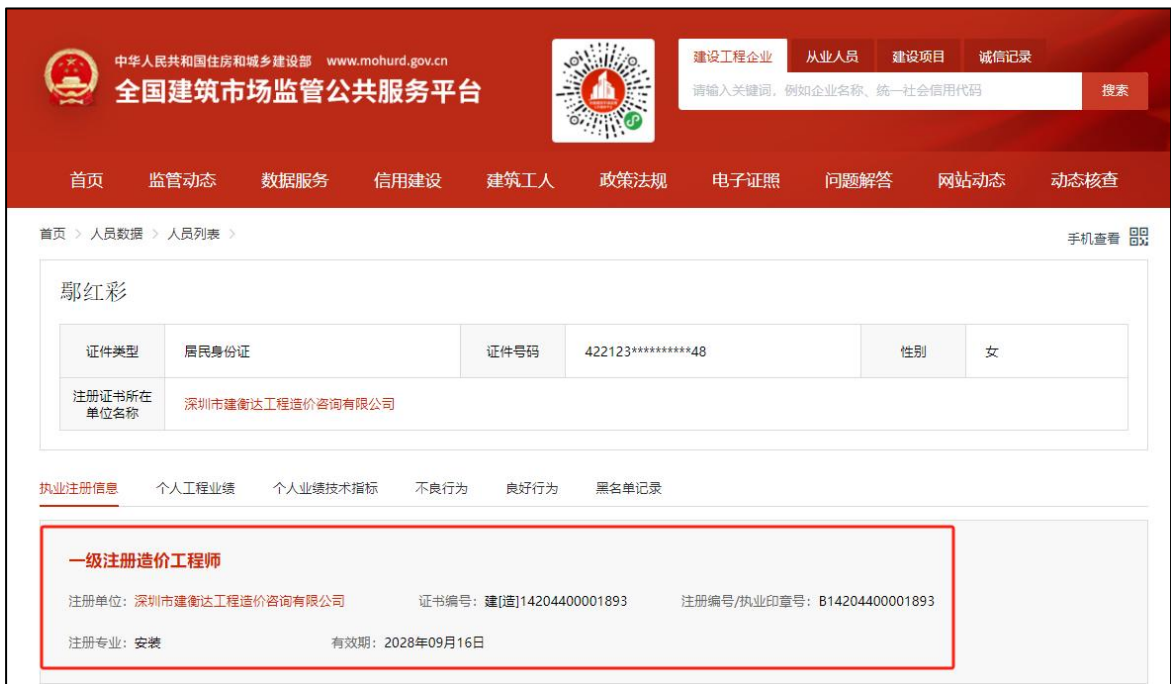 中华人民共和国住房和城乡建设部 www.mohurd.gov.cn
全国建筑市场监管公共服务平台
建设工程企业 从业人员 建设项目 诚信记录
请输入关键词，例如企业名称、统一社会信用代码 搜索
首页 监管动态 数据服务 信用建设 建筑工人 政策法规 电子证照 问题解答 网站动态 动态核查
首页 > 人员数据 > 人员列表 > 手机查看
鄢红彩
证件类型 居民身份证 证件号码 422123**********48 性别 女
注册证书所在
单位名称 深圳市建衡达工程造价咨询有限公司
执业注册信息 个人工程业绩 个人业绩技术指标 不良行为 良好行为 黑名单记录
一级注册造价工程师
注册单位：深圳市建衡达工程造价咨询有限公司 证书编号：建[造]14204400001893 注册编号/执业印章号：B14204400001893
注册专业：安装 有效期：2028年09月16日